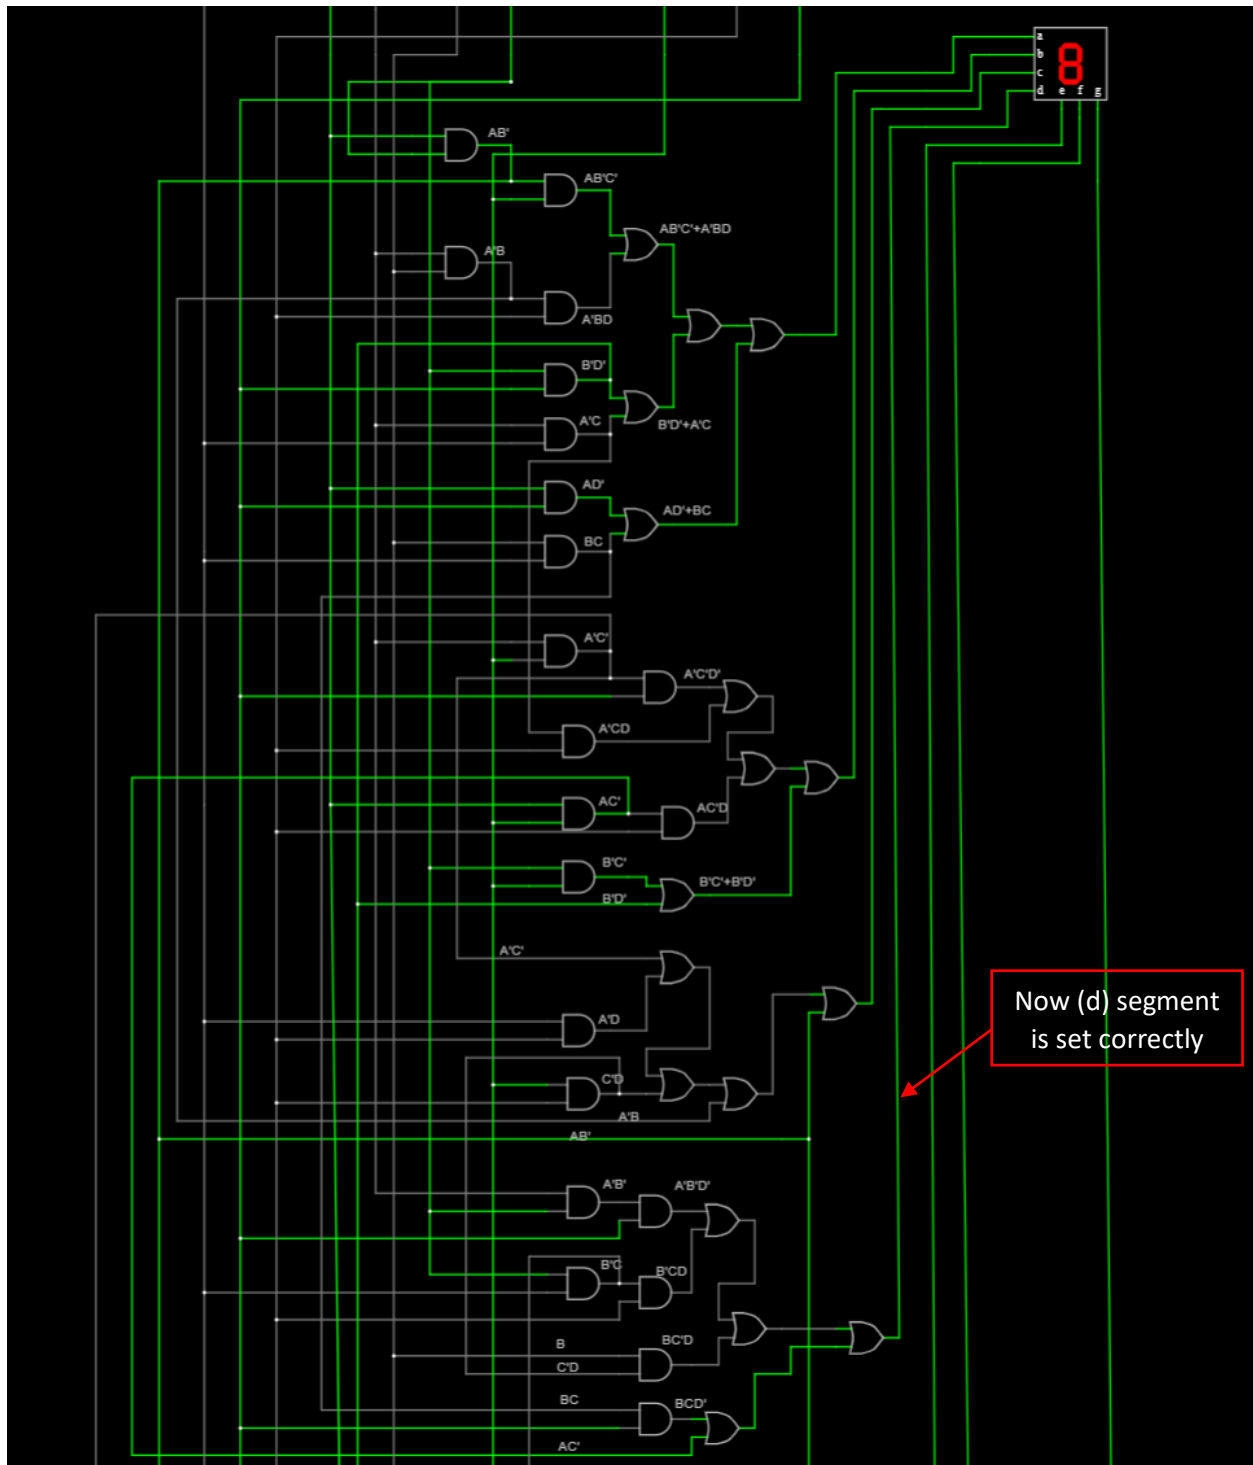 a
b
c
d e f g
8
AB'
AB'C'
AB'C'+A'BD
A'B
A'BD
B'D'
A'C
B'D'+A'C
AD'
AD'+BC
BC
A'C'
A'C'D'
A'CD
AC'
AC'D
B'C'
B'C'+B'D'
B'D'
A'C'
Now (d) segment
is set correctly
A'D
C'D
A'B
AB'
A'B'
A'B'D'
B'C
B'CD
B
BC'D
C'D
BC
BCD'
AC'